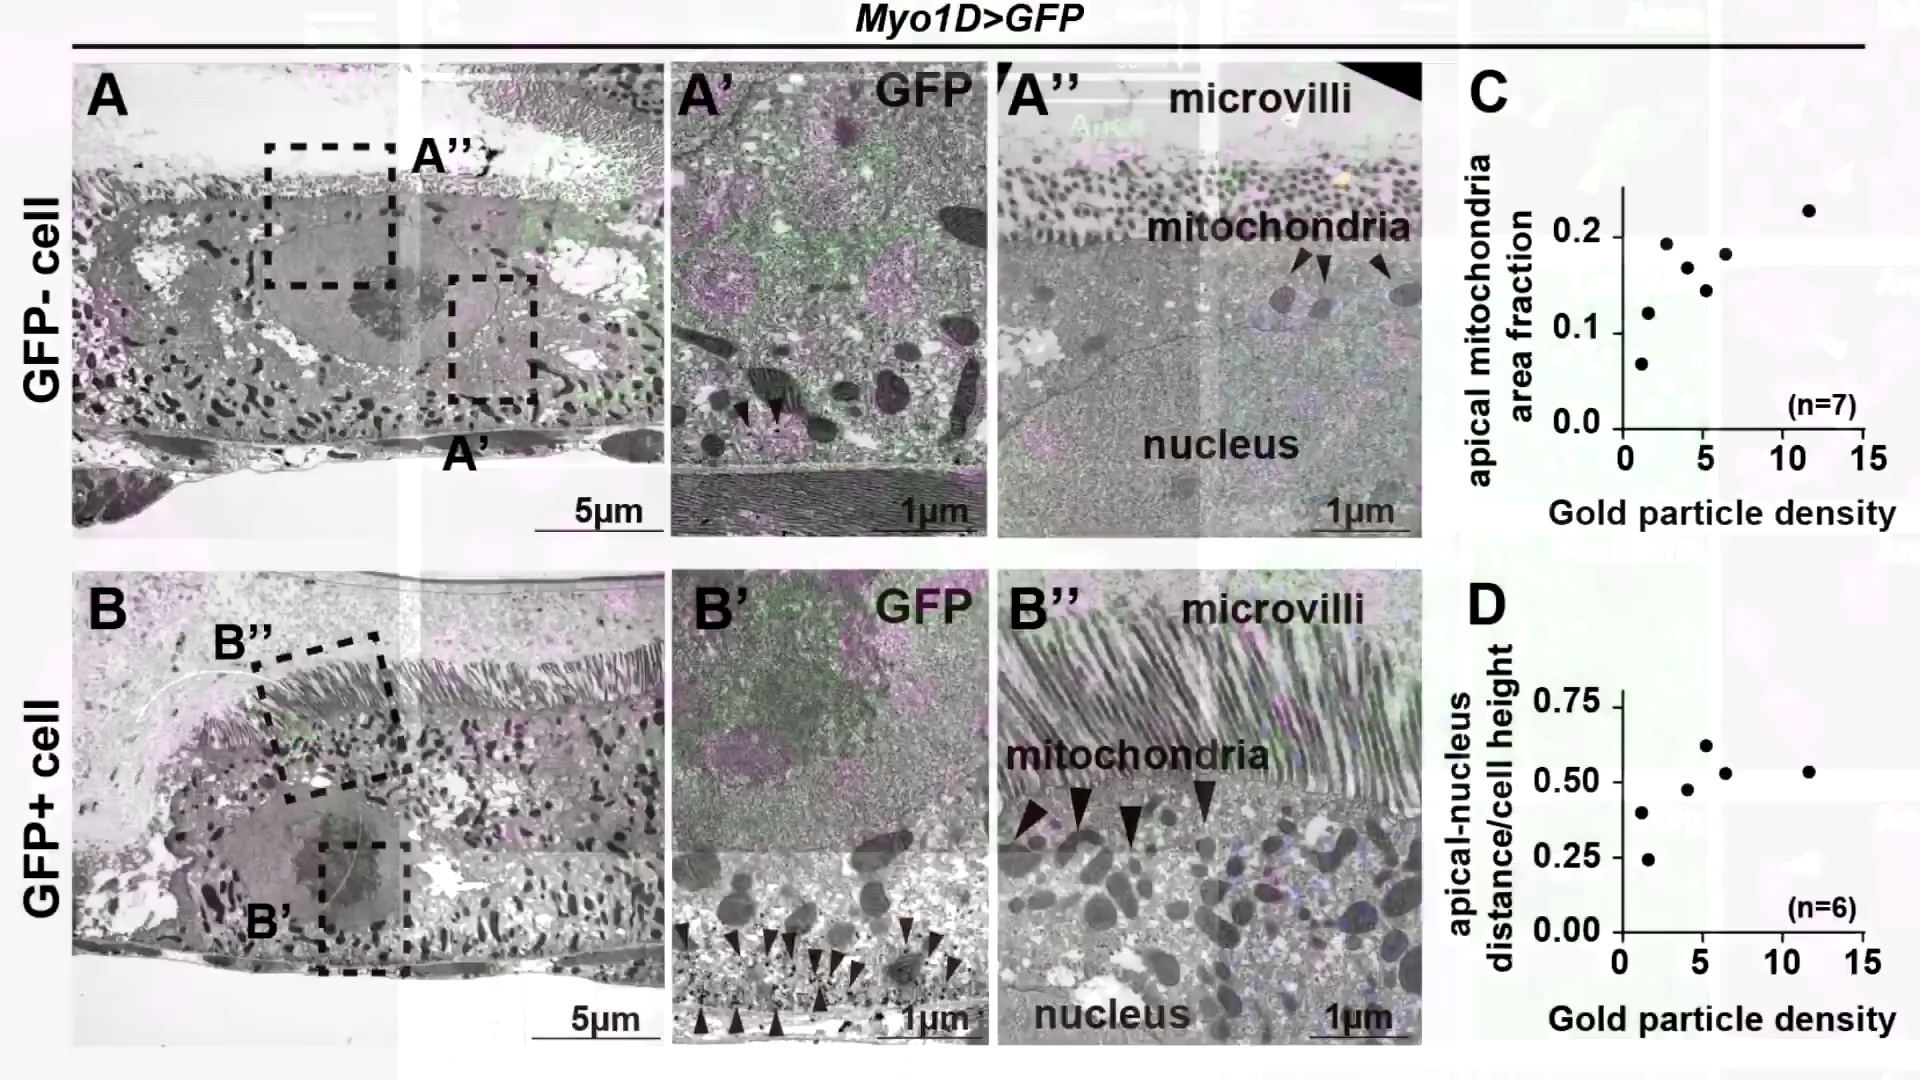 Myo1D>GFP
GFP- cell
A
A''
A'
5µm
A'
GFP
1µm
A''
microvilli
mitochondria
nucleus
1µm
C
apical mitochondria
area fraction
0.2
0.1
0.0
(n=7)
0 5 10 15
Gold particle density
GFP+ cell
B
B''
B'
5µm
B'
GFP
1µm
B''
microvilli
mitochondria
nucleus
1µm
D
apical-nucleus
distance/cell height
0.75
0.50
0.25
0.00
(n=6)
0 5 10 15
Gold particle density